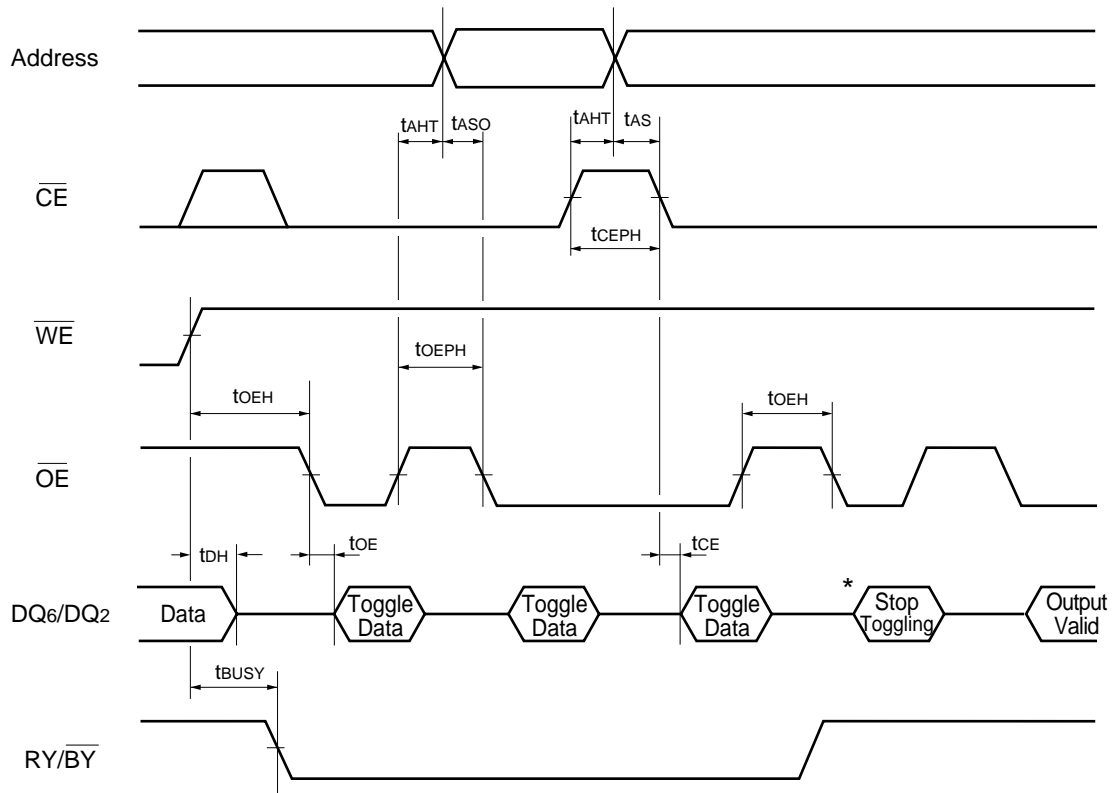 Address
tAHT tASO tAHT tAS
CE
tCEPH
WE
tOEPH
tOEH tOEH
OE
tDH tOE tCE
*
DQ6/DQ2 Data Toggle Data Toggle Data Toggle Data Stop Toggling Output Valid
tBUSY
RY/BY